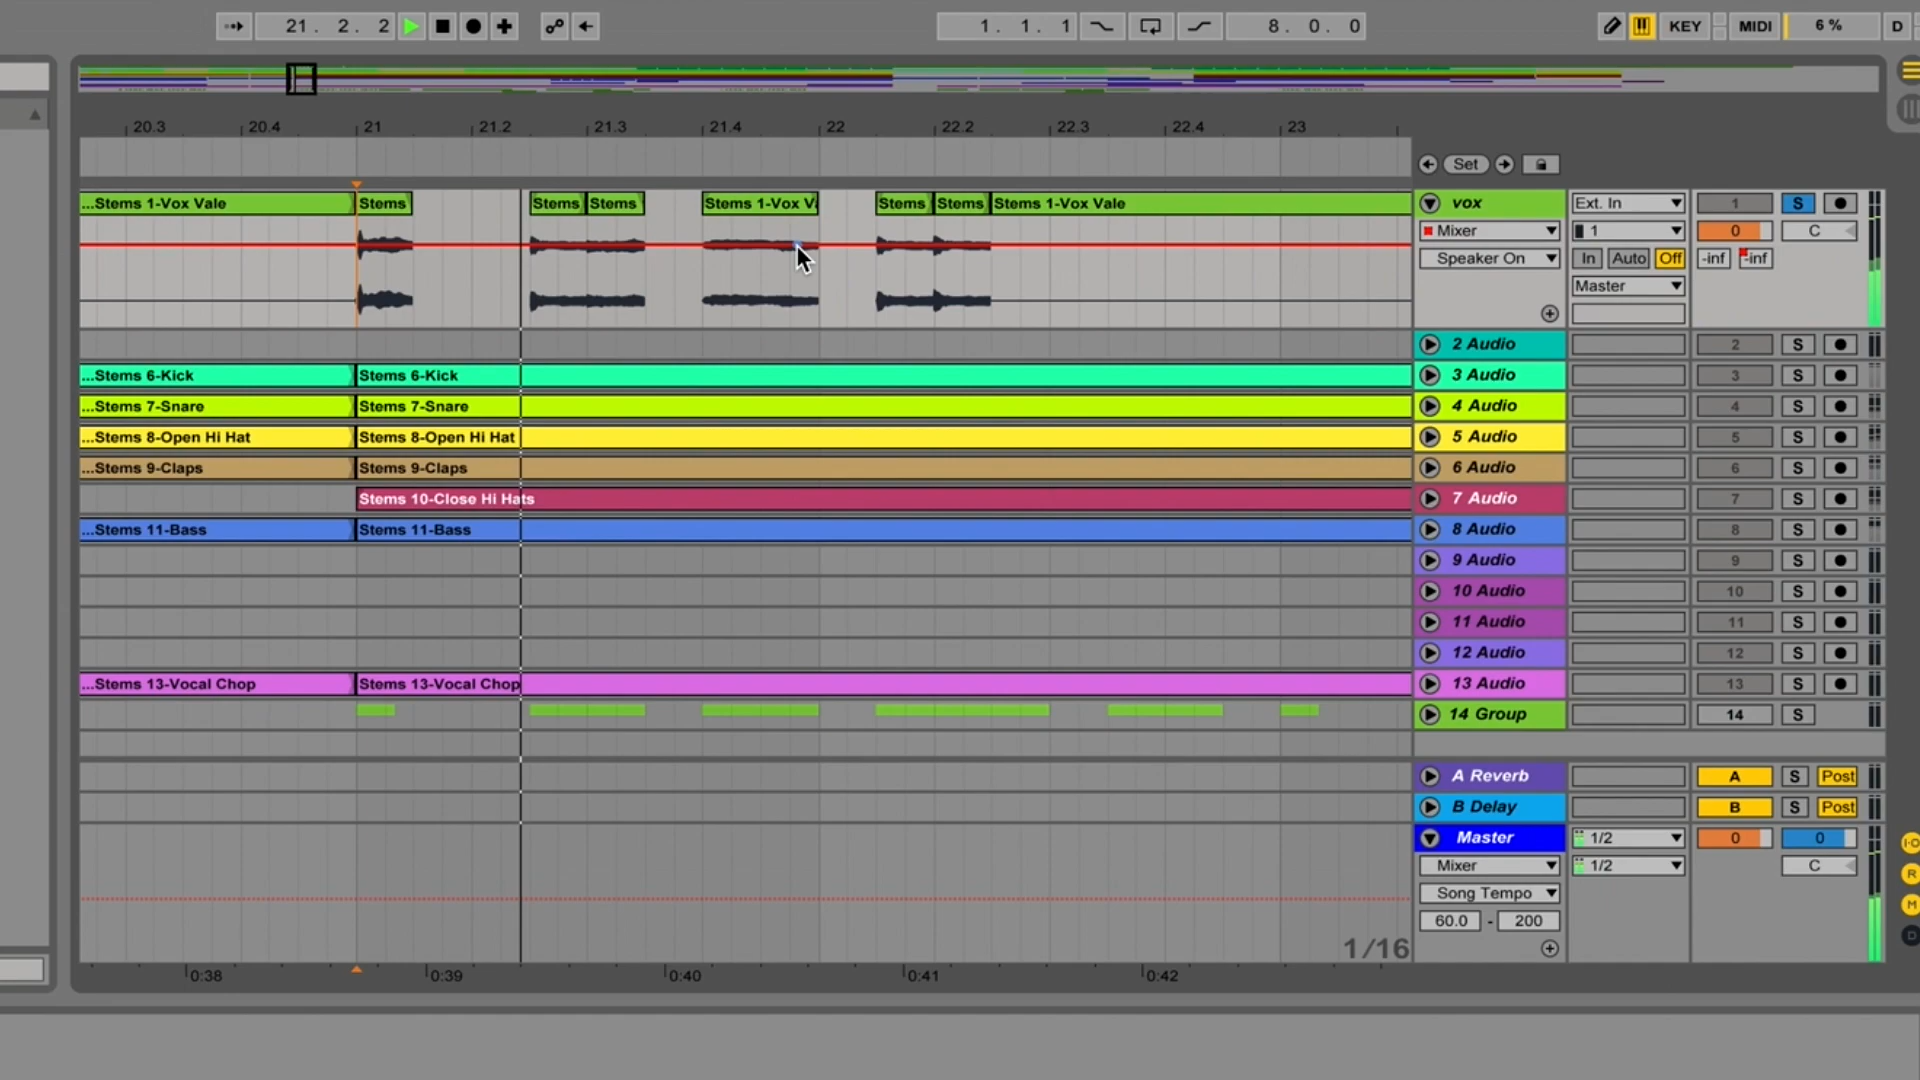 21. 2. 2 1. 1. 1 8. 0. 0 KEY MIDI 6 % D
20.3 20.4 21 21.2 21.3 21.4 22 22.2 22.3 22.4 23
Set
...Stems 1-Vox Vale Stems Stems Stems Stems 1-Vox V Stems Stems Stems 1-Vox Vale vox Ext. In 1 S
Mixer 1 0 C
Speaker On In Auto Off -inf -inf
Master
2 Audio 2 S
...Stems 6-Kick Stems 6-Kick 3 Audio 3 S
...Stems 7-Snare Stems 7-Snare 4 Audio 4 S
...Stems 8-Open Hi Hat Stems 8-Open Hi Hat 5 Audio 5 S
...Stems 9-Claps Stems 9-Claps 6 Audio 6 S
Stems 10-Close Hi Hats 7 Audio 7 S
...Stems 11-Bass Stems 11-Bass 8 Audio 8 S
9 Audio 9 S
10 Audio 10 S
11 Audio 11 S
12 Audio 12 S
...Stems 13-Vocal Chop Stems 13-Vocal Chop 13 Audio 13 S
14 Group 14 S
A Reverb A S Post
B Delay B S Post
Master 1/2 0 0
Mixer 1/2 C
Song Tempo R
60.0 - 200 M
1/16 D
0:38 0:39 0:40 0:41 0:42